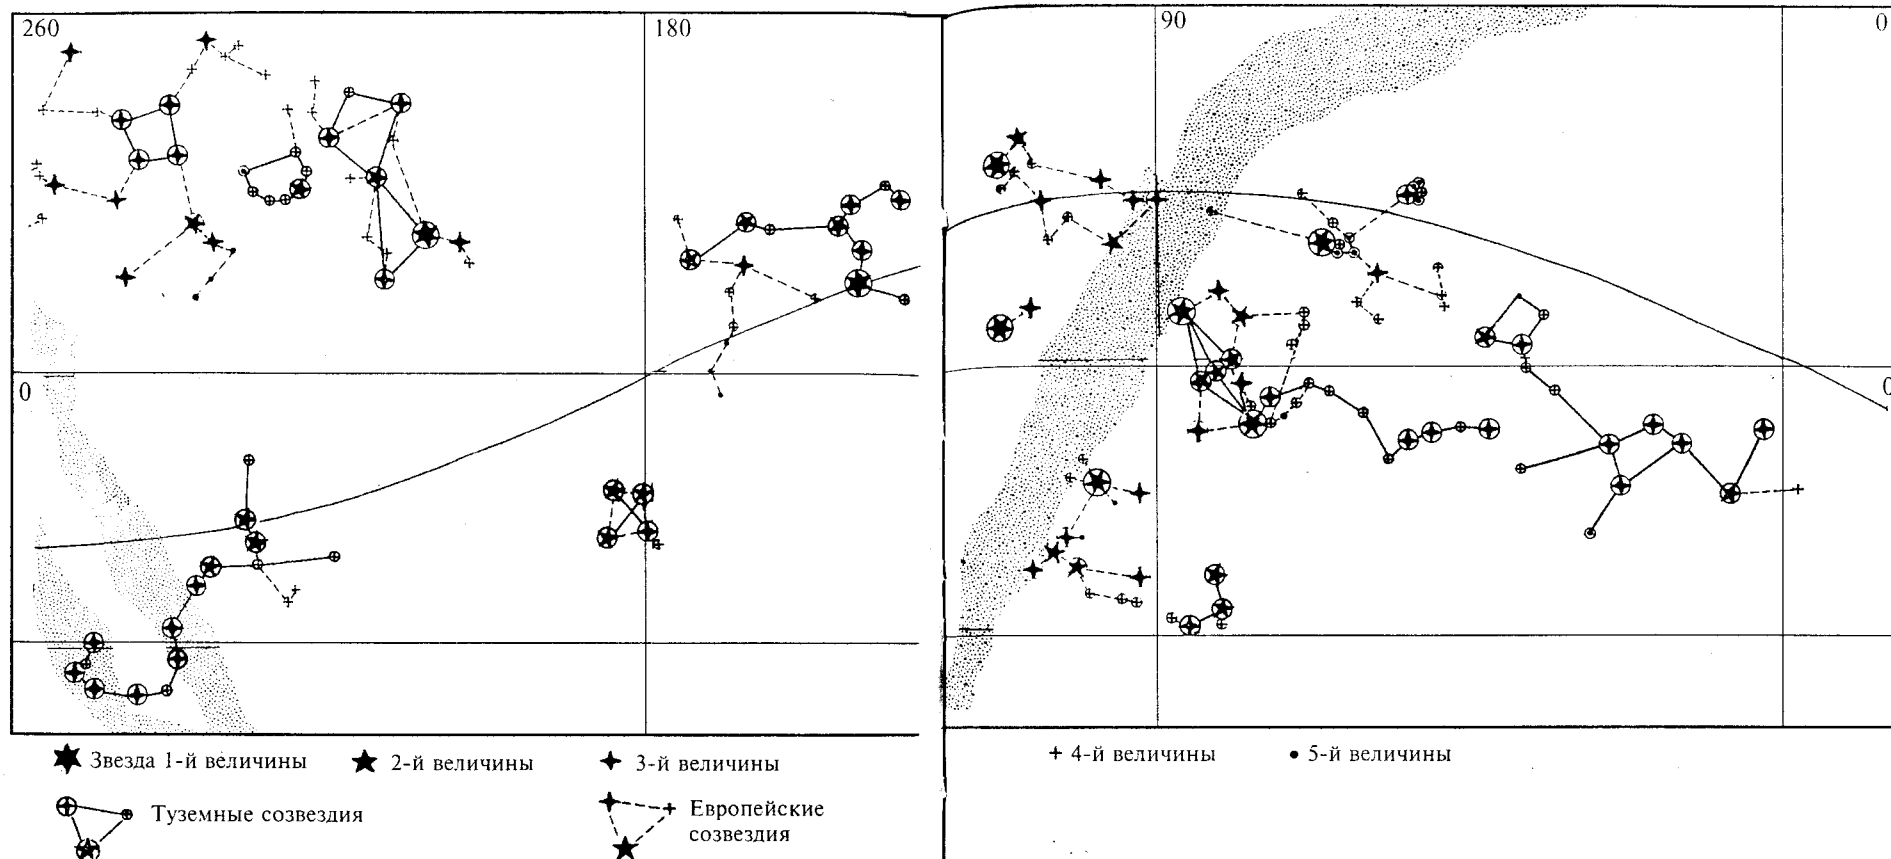 260
180
90
0
0
0
Звезда 1-й величины
2-й величины
3-й величины
4-й величины
5-й величины
Туземные созвездия
Европейские
созвездия